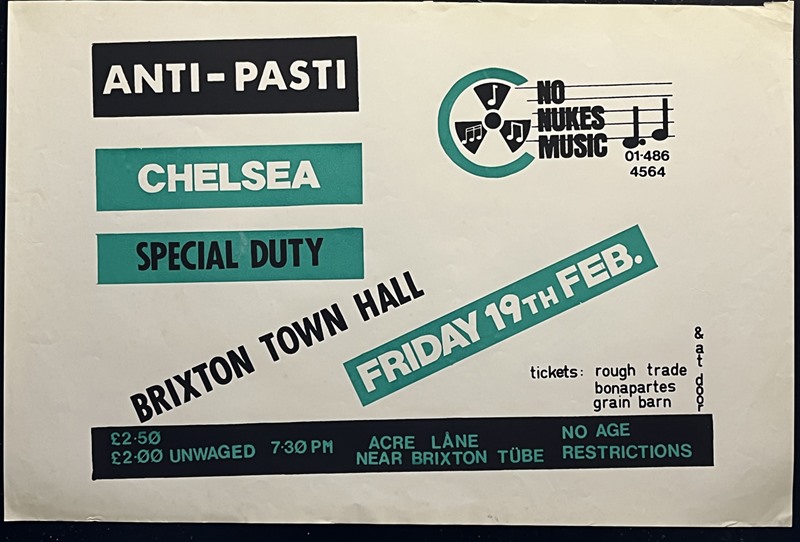 ANTI-PASTI
CHELSEA
SPECIAL DUTY
NO
NUKES
MUSIC
01·486
4564
BRIXTON TOWN HALL
FRIDAY 19TH FEB.
tickets: rough trade
bonapartes
grain barn
& at door
£2·50
£2·00 UNWAGED
7·30 PM
ACRE LÅNE
NEAR BRIXTON TÜBE
NO AGE
RESTRICTIONS